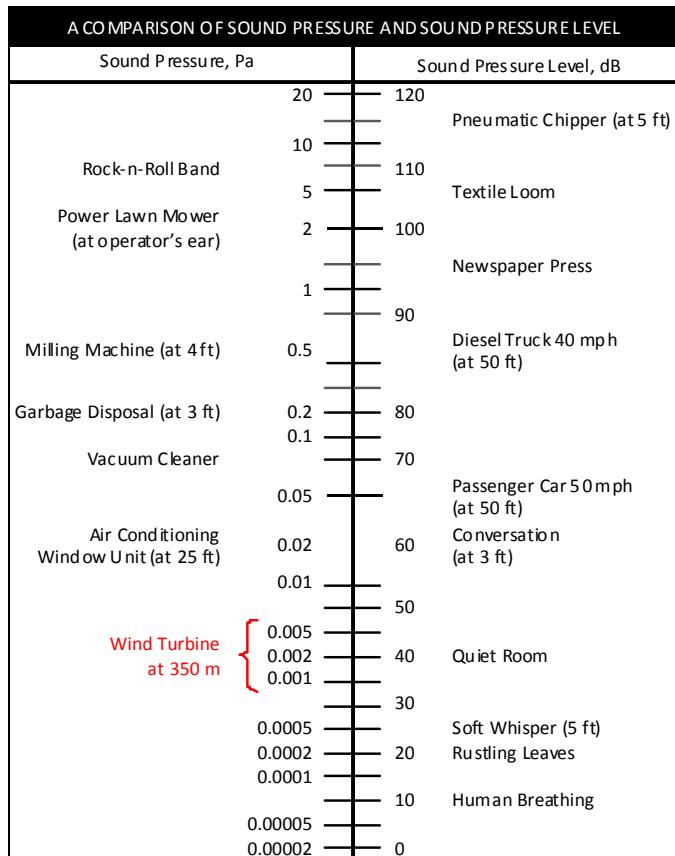 A COMPARISON OF SOUND PRESSURE AND SOUND PRESSURE LEVEL
Sound Pressure, Pa
Sound Pressure Level, dB
20 120
Pneumatic Chipper (at 5 ft)
10
Rock-n-Roll Band 110
5 Textile Loom
Power Lawn Mower
(at operator's ear)
2 100
Newspaper Press
1
90
Milling Machine (at 4 ft) 0.5
Diesel Truck 40 mph
(at 50 ft)
Garbage Disposal (at 3 ft) 0.2 80
0.1
Vacuum Cleaner 70
0.05
Passenger Car 50 mph
(at 50 ft)
Air Conditioning
Window Unit (at 25 ft)
0.02 60
Conversation
(at 3 ft)
0.01
50
0.005
Wind Turbine
at 350 m
0.002 40 Quiet Room
0.001
30
0.0005 Soft Whisper (5 ft)
0.0002 20 Rustling Leaves
0.0001
10 Human Breathing
0.00005
0.00002 0